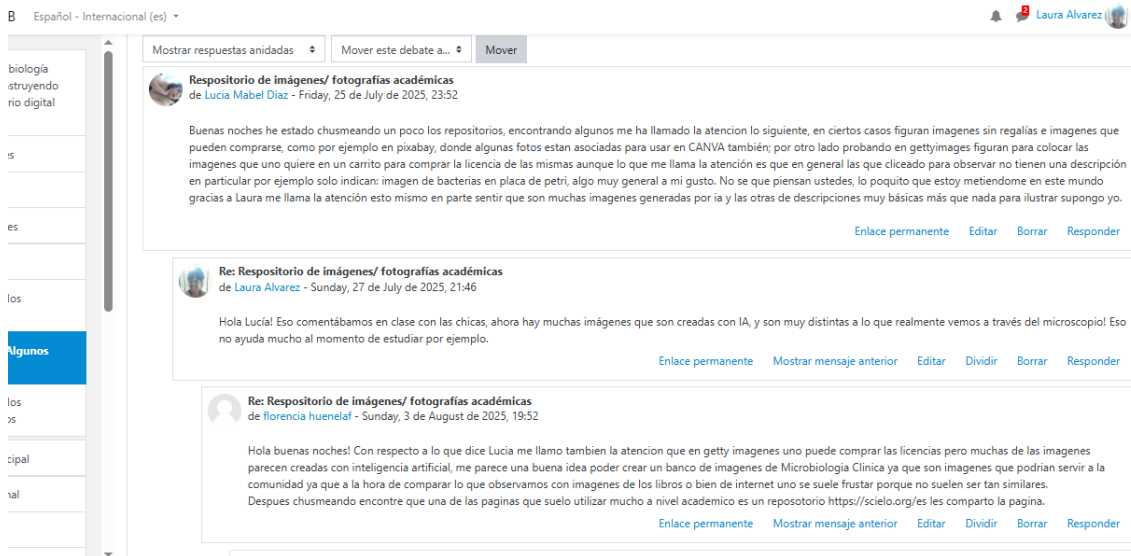 B Español - Internacional (es)
2
Laura Alvarez
biología
nstruyendo
rio digital
es
es
los
Algunos
los
os
cipal
nal
Mostrar respuestas anidadas
Mover este debate a...
Mover
Respositorio de imágenes/ fotografías académicas
de Lucia Mabel Diaz - Friday, 25 de July de 2025, 23:52
Buenas noches he estado chusmeando un poco los repositorios, encontrando algunos me ha llamado la atencion lo siguiente, en ciertos casos figuran imagenes sin regalías e imagenes que
pueden comprarse, como por ejemplo en pixabay, donde algunas fotos estan asociadas para usar en CANVA también; por otro lado probando en gettyimages figuran para colocar las
imagenes que uno quiere en un carrito para comprar la licencia de las mismas aunque lo que me llama la atención es que en general las que cliceado para observar no tienen una descripción
en particular por ejemplo solo indican: imagen de bacterias en placa de petri, algo muy general a mi gusto. No se que piensan ustedes, lo poquito que estoy metiendome en este mundo
gracias a Laura me llama la atención esto mismo en parte sentir que son muchas imagenes generadas por ia y las otras de descripciones muy básicas más que nada para ilustrar supongo yo.
Enlace permanente Editar Borrar Responder
Re: Respositorio de imágenes/ fotografías académicas
de Laura Alvarez - Sunday, 27 de July de 2025, 21:46
Hola Lucía! Eso comentábamos en clase con las chicas, ahora hay muchas imágenes que son creadas con IA, y son muy distintas a lo que realmente vemos a través del microscopio! Eso
no ayuda mucho al momento de estudiar por ejemplo.
Enlace permanente Mostrar mensaje anterior Editar Dividir Borrar Responder
Re: Respositorio de imágenes/ fotografías académicas
de florencia huenelaf - Sunday, 3 de August de 2025, 19:52
Hola buenas noches! Con respecto a lo que dice Lucia me llamo tambien la atencion que en getty imagenes uno puede comprar las licencias pero muchas de las imagenes
parecen creadas con inteligencia artificial, me parece una buena idea poder crear un banco de imagenes de Microbiologia Clinica ya que son imagenes que podrian servir a la
comunidad ya que a la hora de comparar lo que observamos con imagenes de los libros o bien de internet uno se suele frustar porque no suelen ser tan similares.
Despues chusmeando encontre que una de las paginas que suelo utilizar mucho a nivel academico es un reposotorio https://scielo.org/es les comparto la pagina.
Enlace permanente Mostrar mensaje anterior Editar Dividir Borrar Responder